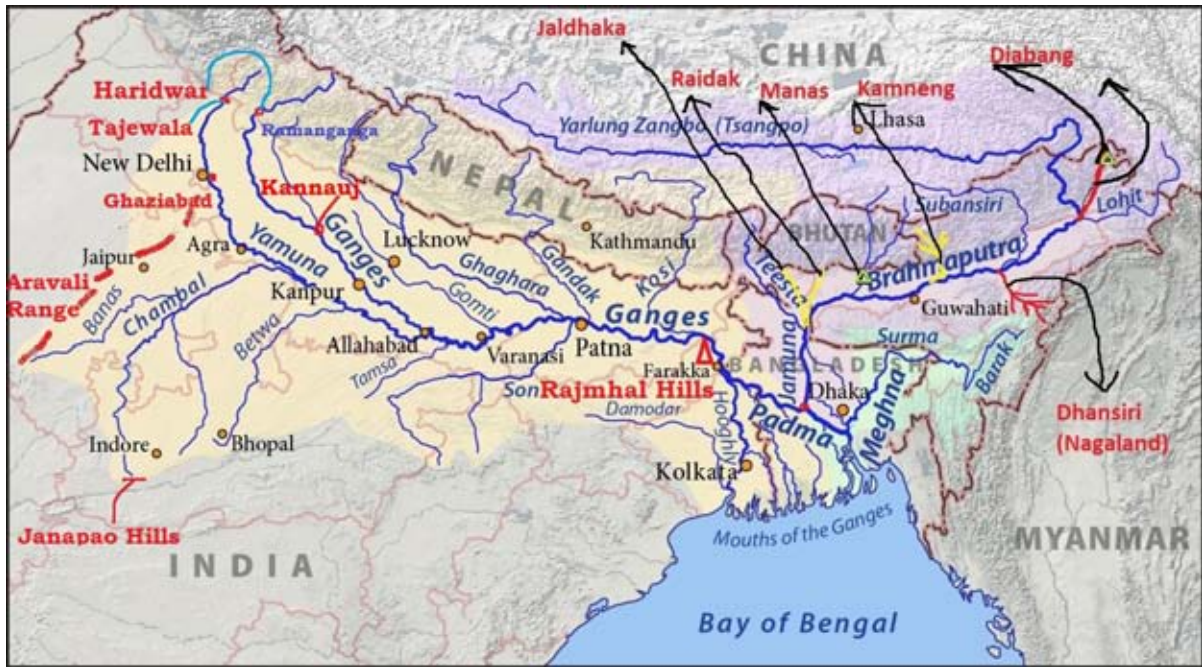 Jaldhaka
CHINA
Diabang
Raidak
Manas
Kamneng
Haridwar
Lhasa
Yarlung Zangbo (Tsangpo)
Tajewala
Ramanganga
New Delhi
NEPAL
Kannauj
Ghaziabad
Subansiri
Lohit
BHUTAN
Lucknow
Kathmandu
Agra
Yamuna
Ganges
Jaipur
Ghaghara
Gandak
Kosi
Teesta
Brahmaputra
Aravali
Range
Banas
Chambal
Kanpur
Gomti
Guwahati
Ganges
Betwa
Allahabad
Varanasi
Patna
Surma
Tamsa
Farakka
BANGLADESH
Barak
Son
Rajmhal Hills
Jamuna
Dhaka
Meghna
Damodar
Hooghly
Padma
Dhansiri
(Nagaland)
Indore
Bhopal
Kolkata
Janapao Hills
Mouths of the Ganges
MYANMAR
INDIA
Bay of Bengal